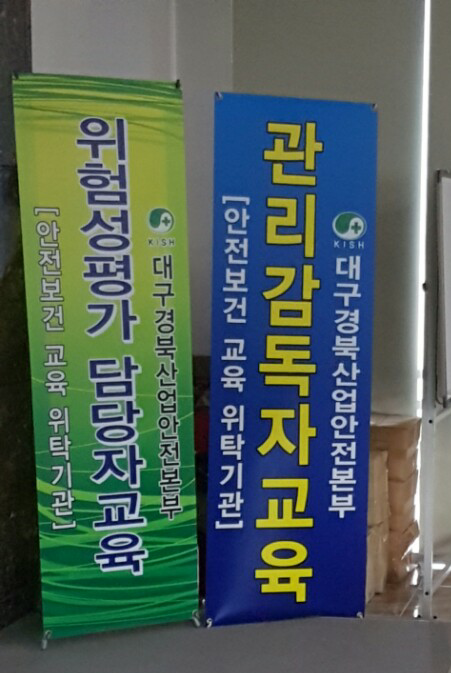 KISH
대구경북산업안전본부
위험성평가 담당자교육
[안전보건 교육 위탁기관]
KISH
대구경북산업안전본부
관리감독자교육
[안전보건 교육 위탁기관]